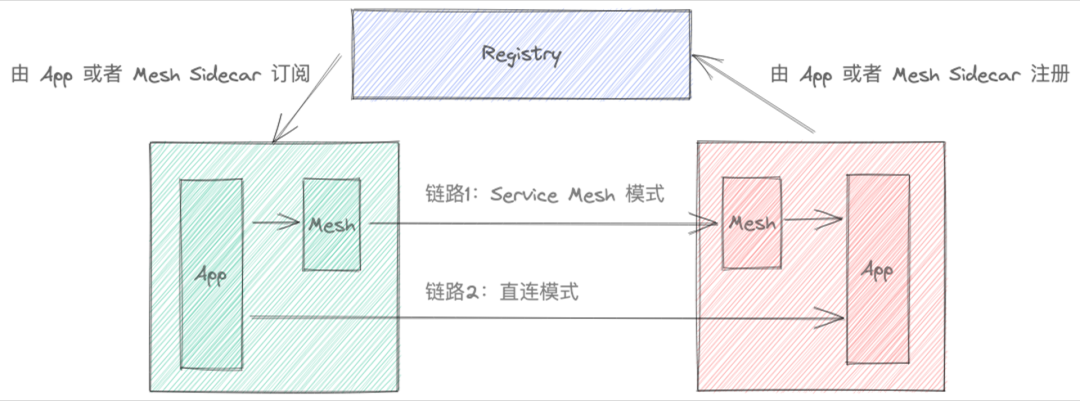 Registry
由 App 或者 Mesh Sidecar 订阅
由 App 或者 Mesh Sidecar 注册
链路1：Service Mesh 模式
Mesh
Mesh
App
App
链路2：直连模式